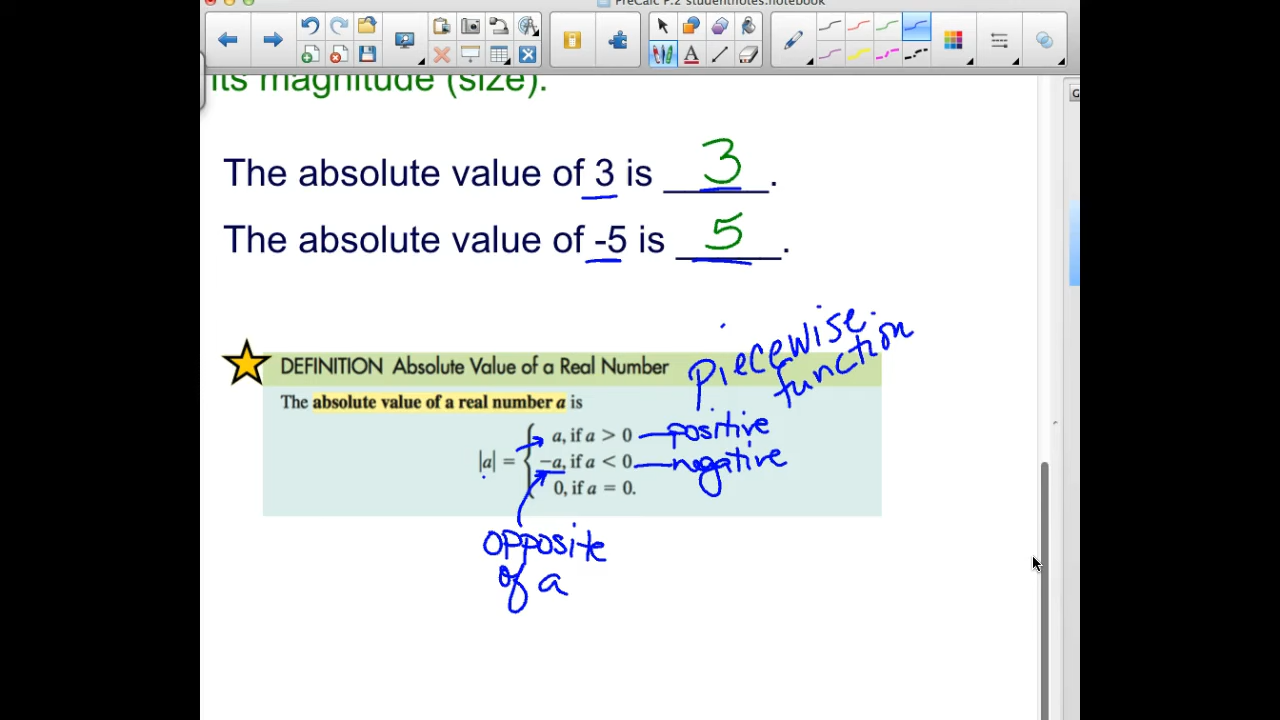 PreCalc P.2 studentnotes.notebook
its magnitude (size).
The absolute value of 3 is 3.
The absolute value of -5 is 5.
piecewise
function
DEFINITION Absolute Value of a Real Number
The absolute value of a real number a is
a, if a > 0 positive
|a| = { -a, if a < 0 negative
0, if a = 0.
opposite
of a